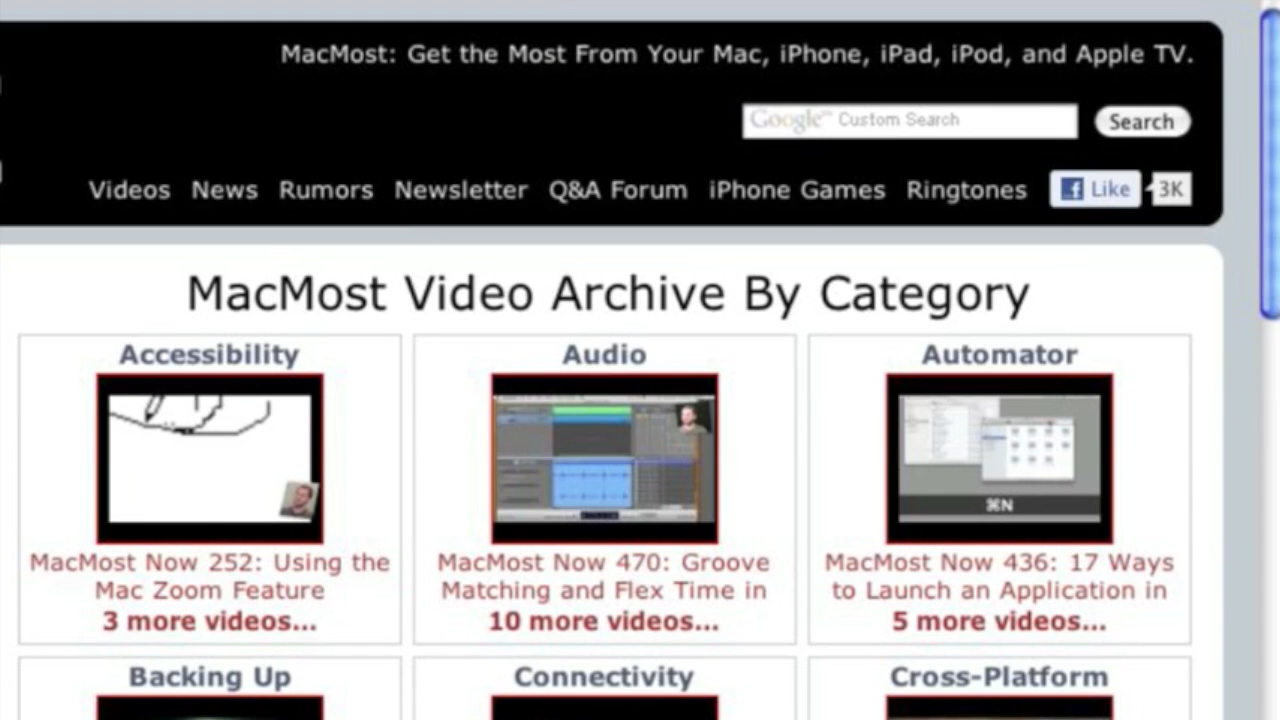 MacMost: Get the Most From Your Mac, iPhone, iPad, iPod, and Apple TV.
Google™ Custom Search
Search
Videos News Rumors Newsletter Q&A Forum iPhone Games Ringtones Like 3K
MacMost Video Archive By Category
Accessibility Audio Automator
⌘N
MacMost Now 252: Using the MacMost Now 470: Groove MacMost Now 436: 17 Ways
Mac Zoom Feature Matching and Flex Time in to Launch an Application in
3 more videos... 10 more videos... 5 more videos...
Backing Up Connectivity Cross-Platform